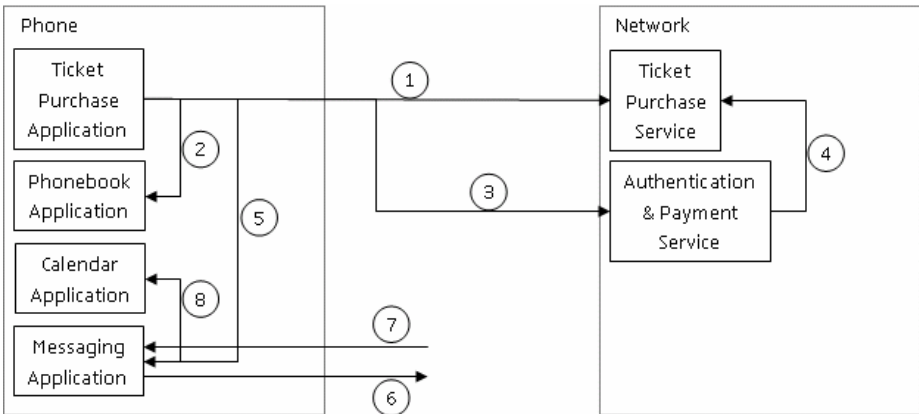 Phone
Ticket
Purchase
Application
Phonebook
Application
Calendar
Application
Messaging
Application
1
2
3
4
5
8
7
6
Network
Ticket
Purchase
Service
Authentication
& Payment
Service